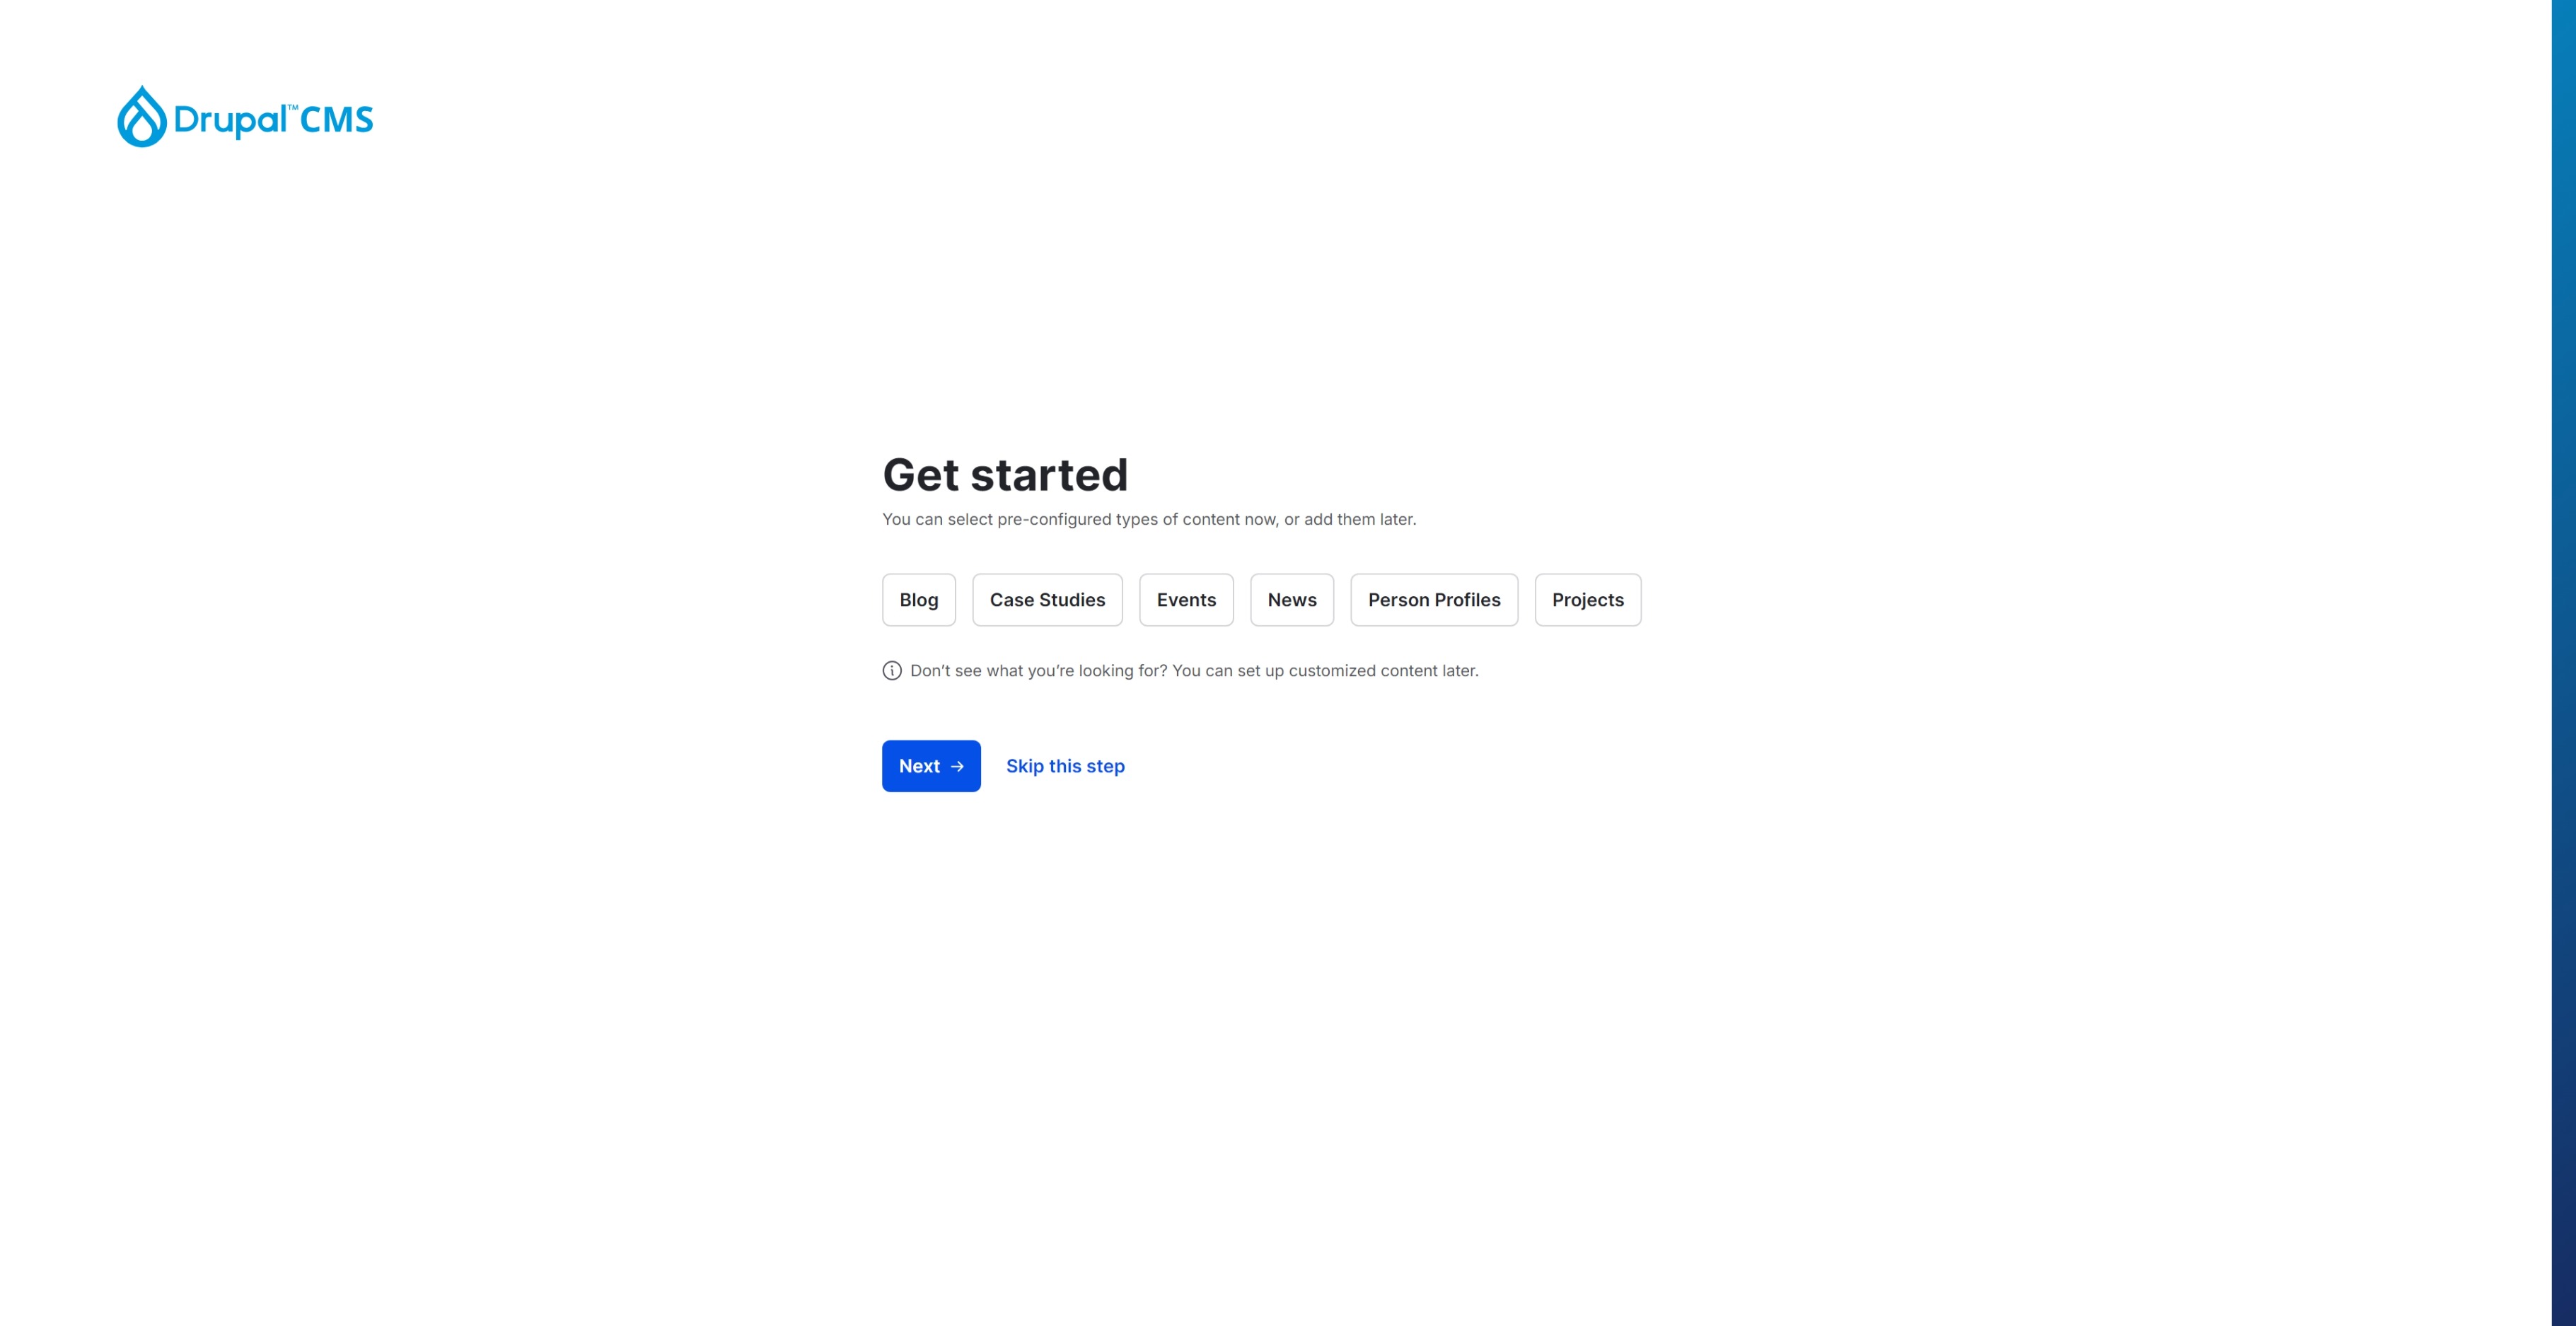 Drupal™ CMS
Get started
You can select pre-configured types of content now, or add them later.
Blog Case Studies Events News Person Profiles Projects
Don’t see what you’re looking for? You can set up customized content later.
Next → Skip this step